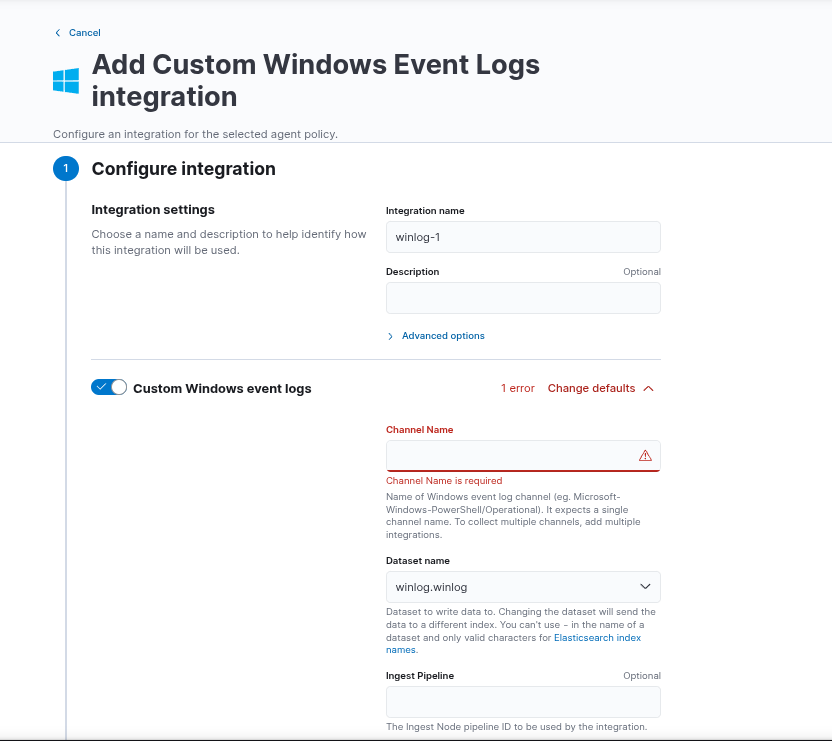 Cancel
Add Custom Windows Event Logs
integration
Configure an integration for the selected agent policy.
1
Configure integration
Integration settings
Choose a name and description to help identify how
this integration will be used.
Integration name
winlog-1
Description
Optional
Advanced options
Custom Windows event logs
1 error
Change defaults
Channel Name
Channel Name is required
Name of Windows event log channel (eg. Microsoft-
Windows-PowerShell/Operational). It expects a single
channel name. To collect multiple channels, add multiple
integrations.
Dataset name
winlog.winlog
Dataset to write data to. Changing the dataset will send the
data to a different index. You can't use - in the name of a
dataset and only valid characters for Elasticsearch index
names.
Ingest Pipeline
Optional
The Ingest Node pipeline ID to be used by the integration.